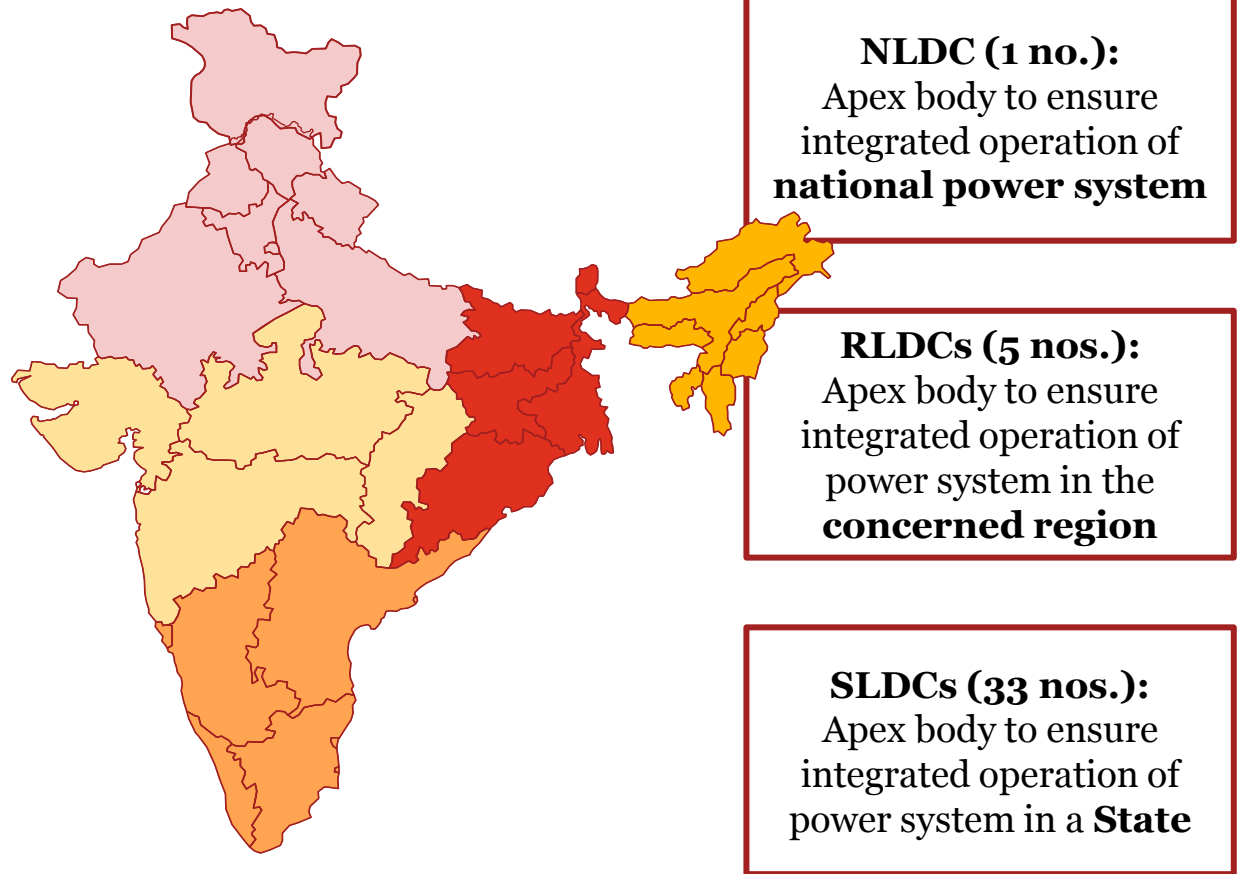 NLDC (1 no.):
Apex body to ensure
integrated operation of
national power system
RLDCs (5 nos.):
Apex body to ensure
integrated operation of
power system in the
concerned region
SLDCs (33 nos.):
Apex body to ensure
integrated operation of
power system in a State